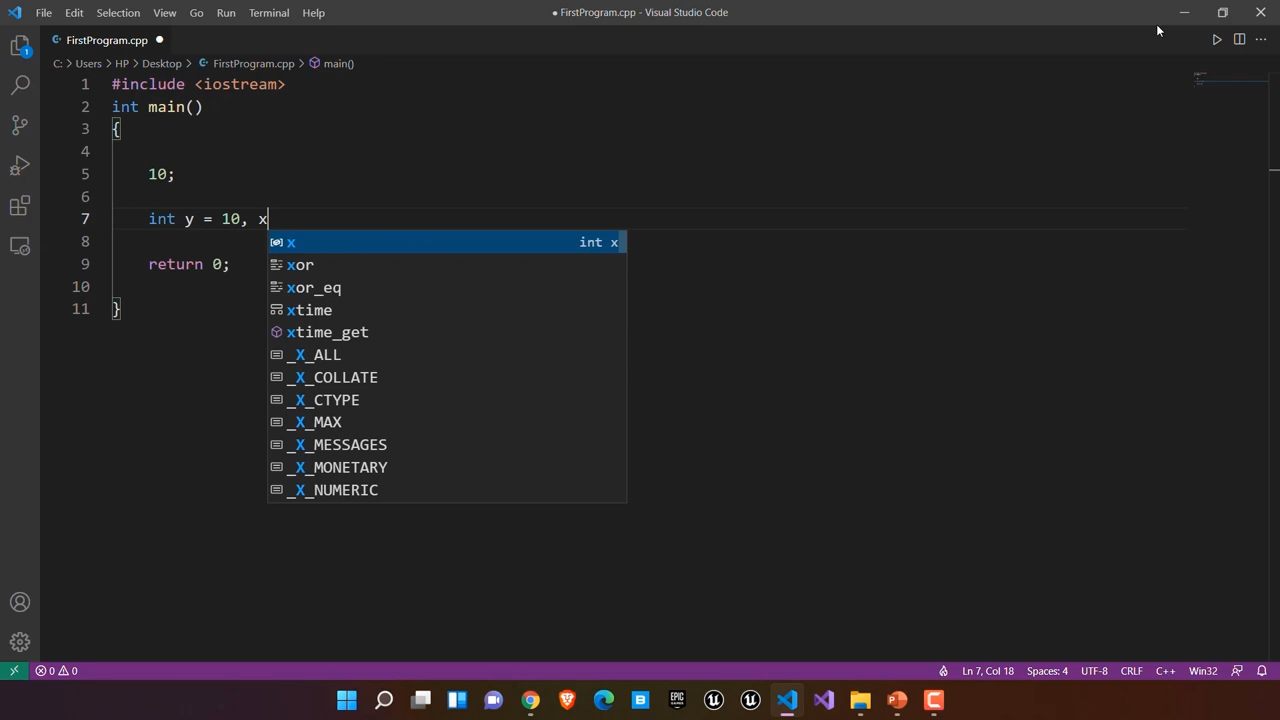 File Edit Selection View Go Run Terminal Help ● FirstProgram.cpp - Visual Studio Code
FirstProgram.cpp ●
C: > Users > HP > Desktop > FirstProgram.cpp > main()
1 #include <iostream>
2 int main()
3 {
4
5 10;
6
7 int y = 10, x
8
9 return 0;
10
11 }
x int x
xor
xor_eq
xtime
xtime_get
_X_ALL
_X_COLLATE
_X_CTYPE
_X_MAX
_X_MESSAGES
_X_MONETARY
_X_NUMERIC
1
0 0 Ln 7, Col 18 Spaces: 4 UTF-8 CRLF C++ Win32